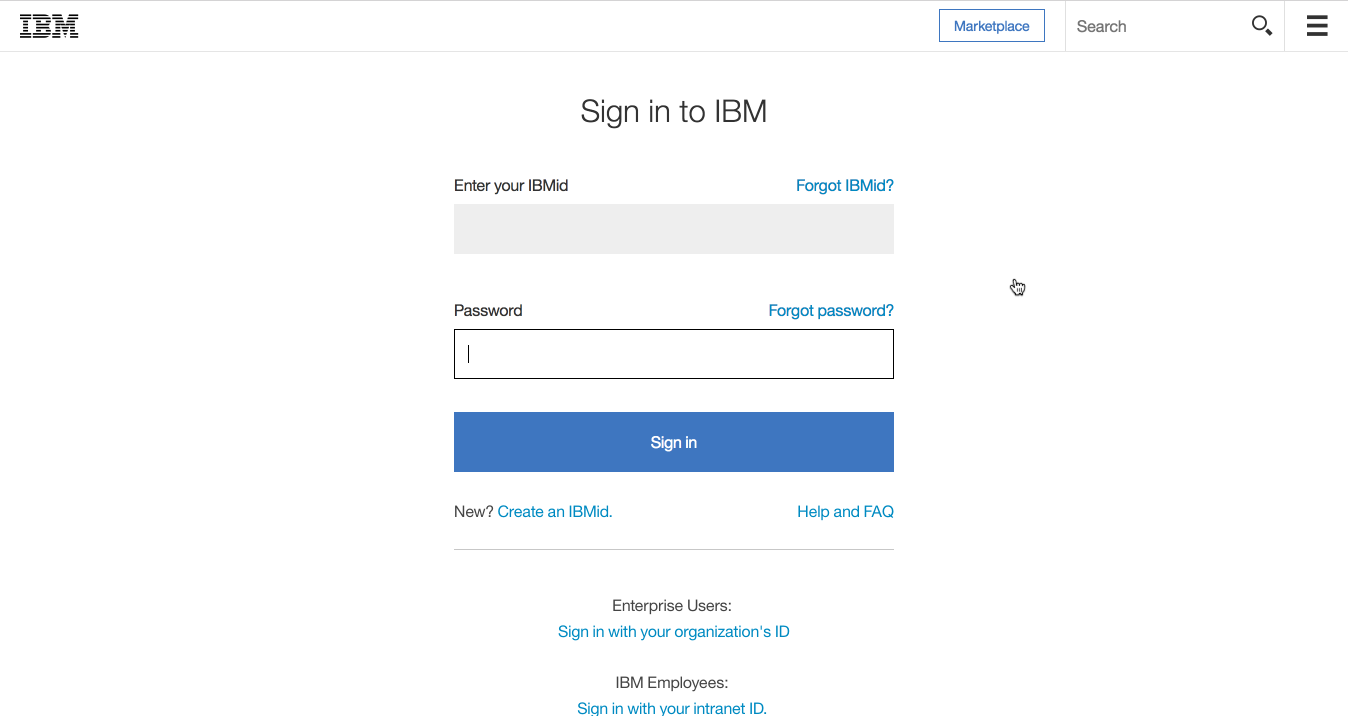 IBM
Marketplace
Search
Sign in to IBM
Enter your IBMid
Forgot IBMid?
Password
Forgot password?
Sign in
New? Create an IBMid.
Help and FAQ
Enterprise Users:
Sign in with your organization's ID
IBM Employees:
Sign in with your intranet ID.